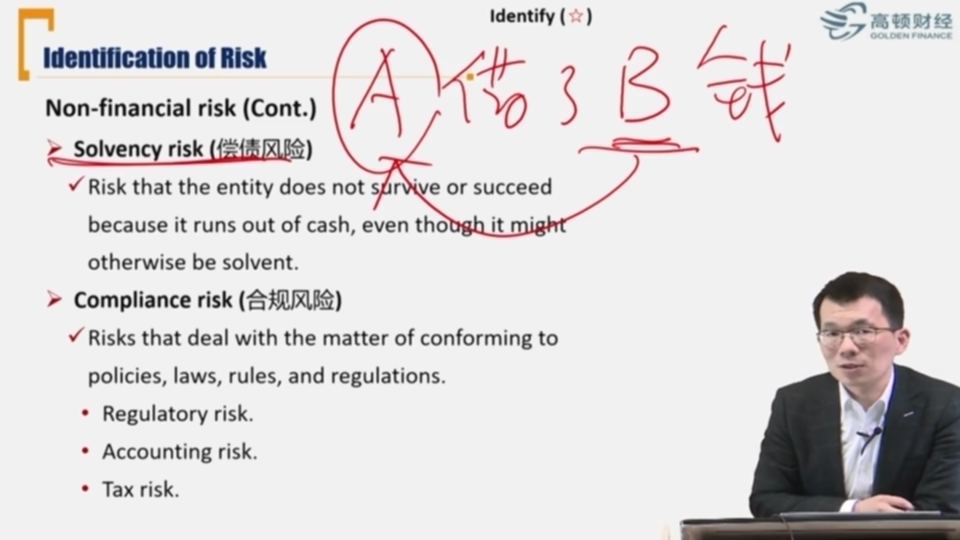 Identify (☆)
高顿财经
GOLDEN FINANCE
Identification of Risk
A 借了 B 钱
Non-financial risk (Cont.)
➢ Solvency risk (偿债风险)
✓Risk that the entity does not survive or succeed
because it runs out of cash, even though it might
otherwise be solvent.
➢ Compliance risk (合规风险)
✓Risks that deal with the matter of conforming to
policies, laws, rules, and regulations.
• Regulatory risk.
• Accounting risk.
• Tax risk.